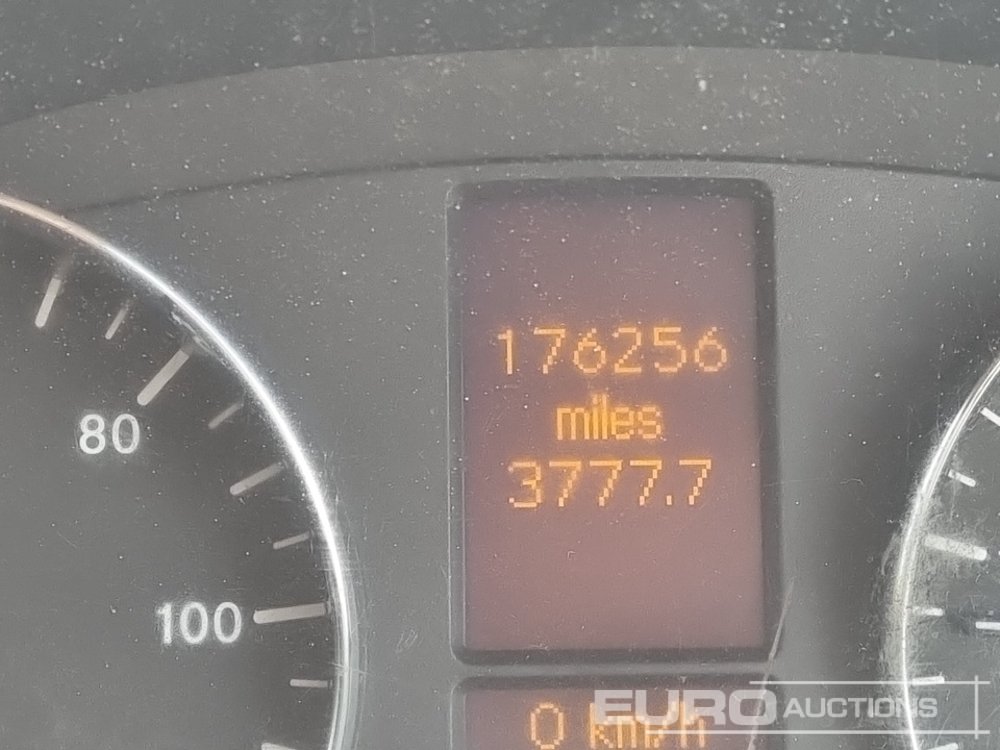 176256
miles
3777.7
80
100
0 km/h
EURO AUCTIONS